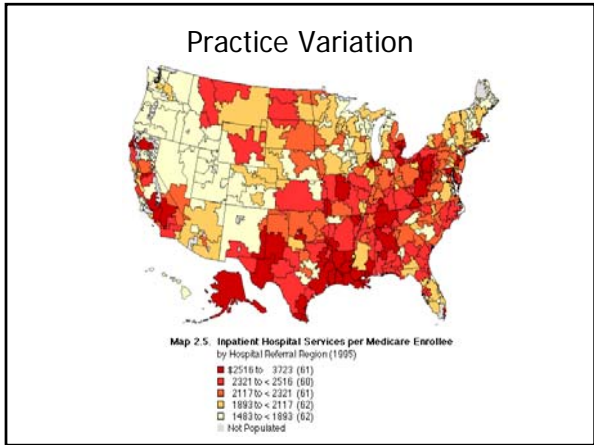 Practice Variation
Map 2.5. Inpatient Hospital Services per Medicare Enrollee
by Hospital Referral Region (1995)
$2516 to 3723 (61)
2321 to < 2516 (60)
2117 to < 2321 (61)
1893 to < 2117 (62)
1483 to < 1893 (62)
Not Populated